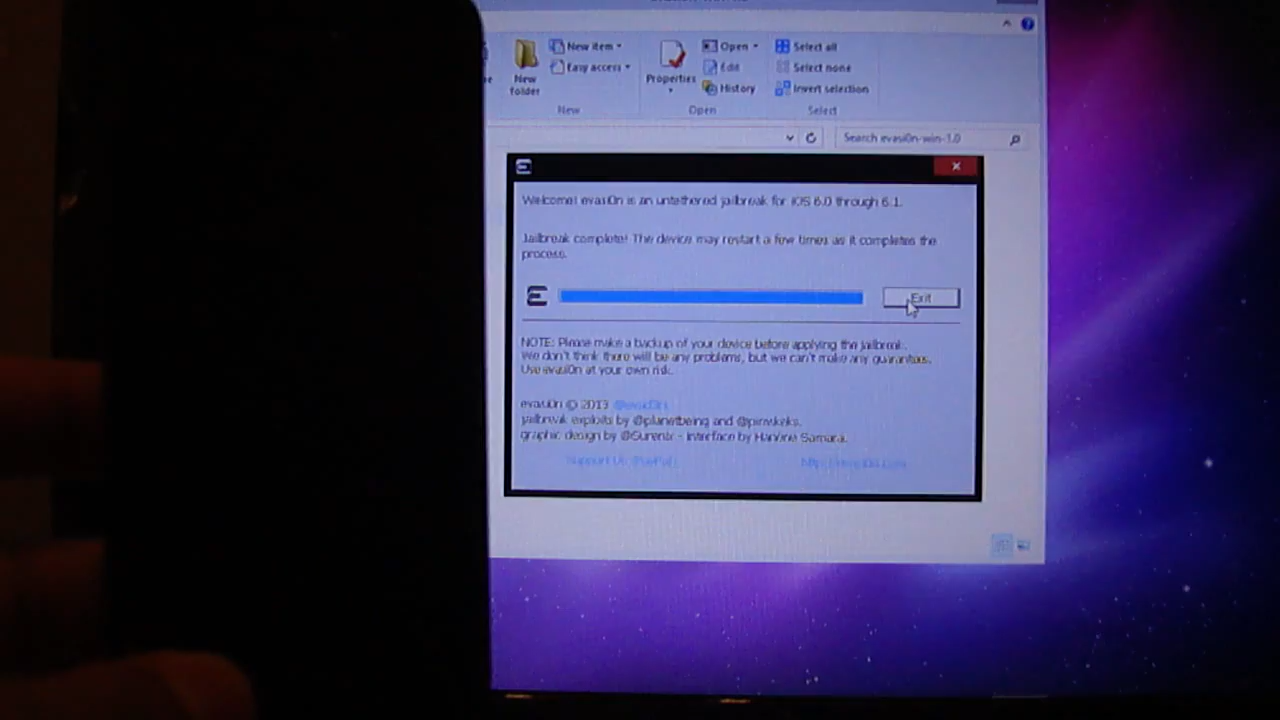 New item
Easy access
New
folder
New
Properties
Open
Edit
History
Open
Select all
Select none
Invert selection
Select
Search evasi0n-win-1.0
Welcome! evasi0n is an untethered jailbreak for iOS 6.0 through 6.1.
Jailbreak complete! The device may restart a few times as it completes the
process.
Exit
NOTE: Please make a backup of your device before applying the jailbreak.
We don't think there will be any problems, but we can't make any guarantees.
Use evasi0n at your own risk.
evasi0n © 2013 @evad3rs
jailbreak exploits by @planetbeing and @pimskeks.
graphic design by @Surenix - interface by Hanéne Samara.